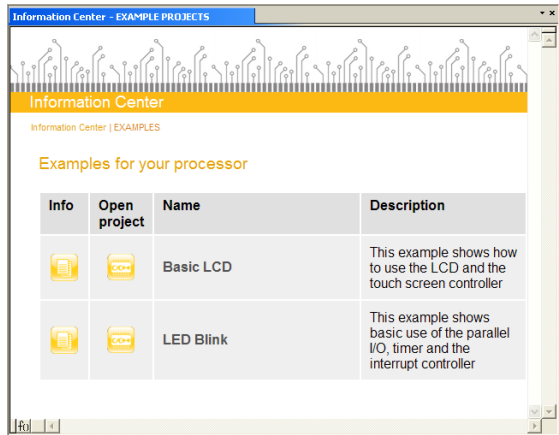 Information Center - EXAMPLE PROJECTS
Information Center
Information Center | EXAMPLES
Examples for your processor
Info Open project Name Description
Basic LCD
This example shows how
to use the LCD and the
touch screen controller
LED Blink
This example shows
basic use of the parallel
I/O, timer and the
interrupt controller